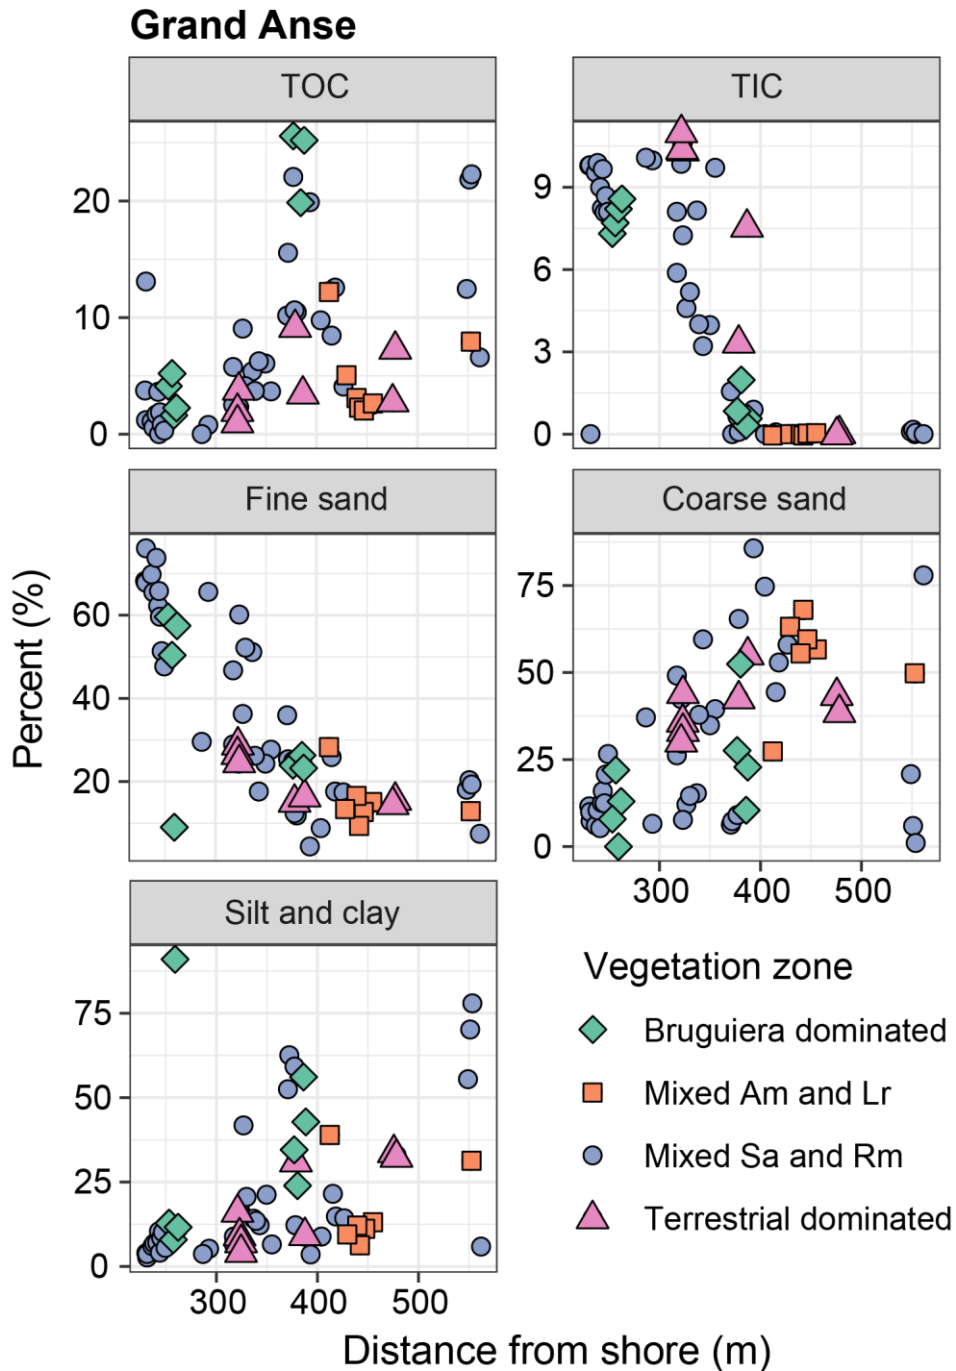 Grand Anse
TOC
TIC
20
10
0
9
6
3
0
Fine sand
Coarse sand
Percent (%)
60
40
20
75
50
25
0
300 400 500
Silt and clay
75
50
25
0
300 400 500
Vegetation zone
Bruguiera dominated
Mixed Am and Lr
Mixed Sa and Rm
Terrestrial dominated
Distance from shore (m)